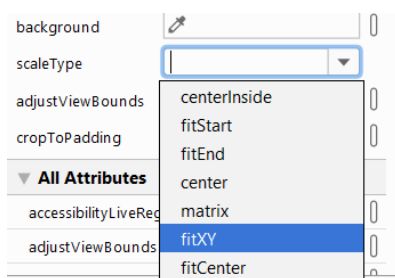 background
scaleType
centerInside
adjustViewBounds
fitStart
cropToPadding
fitEnd
All Attributes
center
accessibilityLiveReg
matrix
adjustViewBounds
fitXY
fitCenter